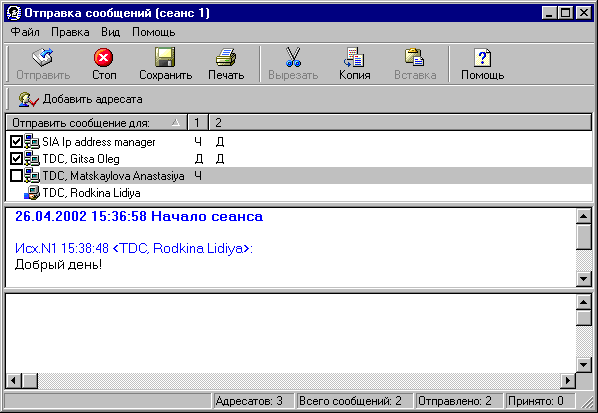 Отправка сообщений (сеанс 1)
Файл Правка Вид Помощь
Отправить Стоп Сохранить Печать Вырезать Копия Вставка Помощь
Добавить адресата
Отправить сообщение для: 1 2
SIA Ip address manager Ч Д
TDC, Gitsa Oleg Д Д
TDC, Matskaylova Anastasiya Ч
TDC, Rodkina Lidiya
26.04.2002 15:36:58 Начало сеанса
Исх.N1 15:38:48 <TDC, Rodkina Lidiya>:
Добрый день!
Адресатов: 3 Всего сообщений: 2 Отправлено: 2 Принято: 0